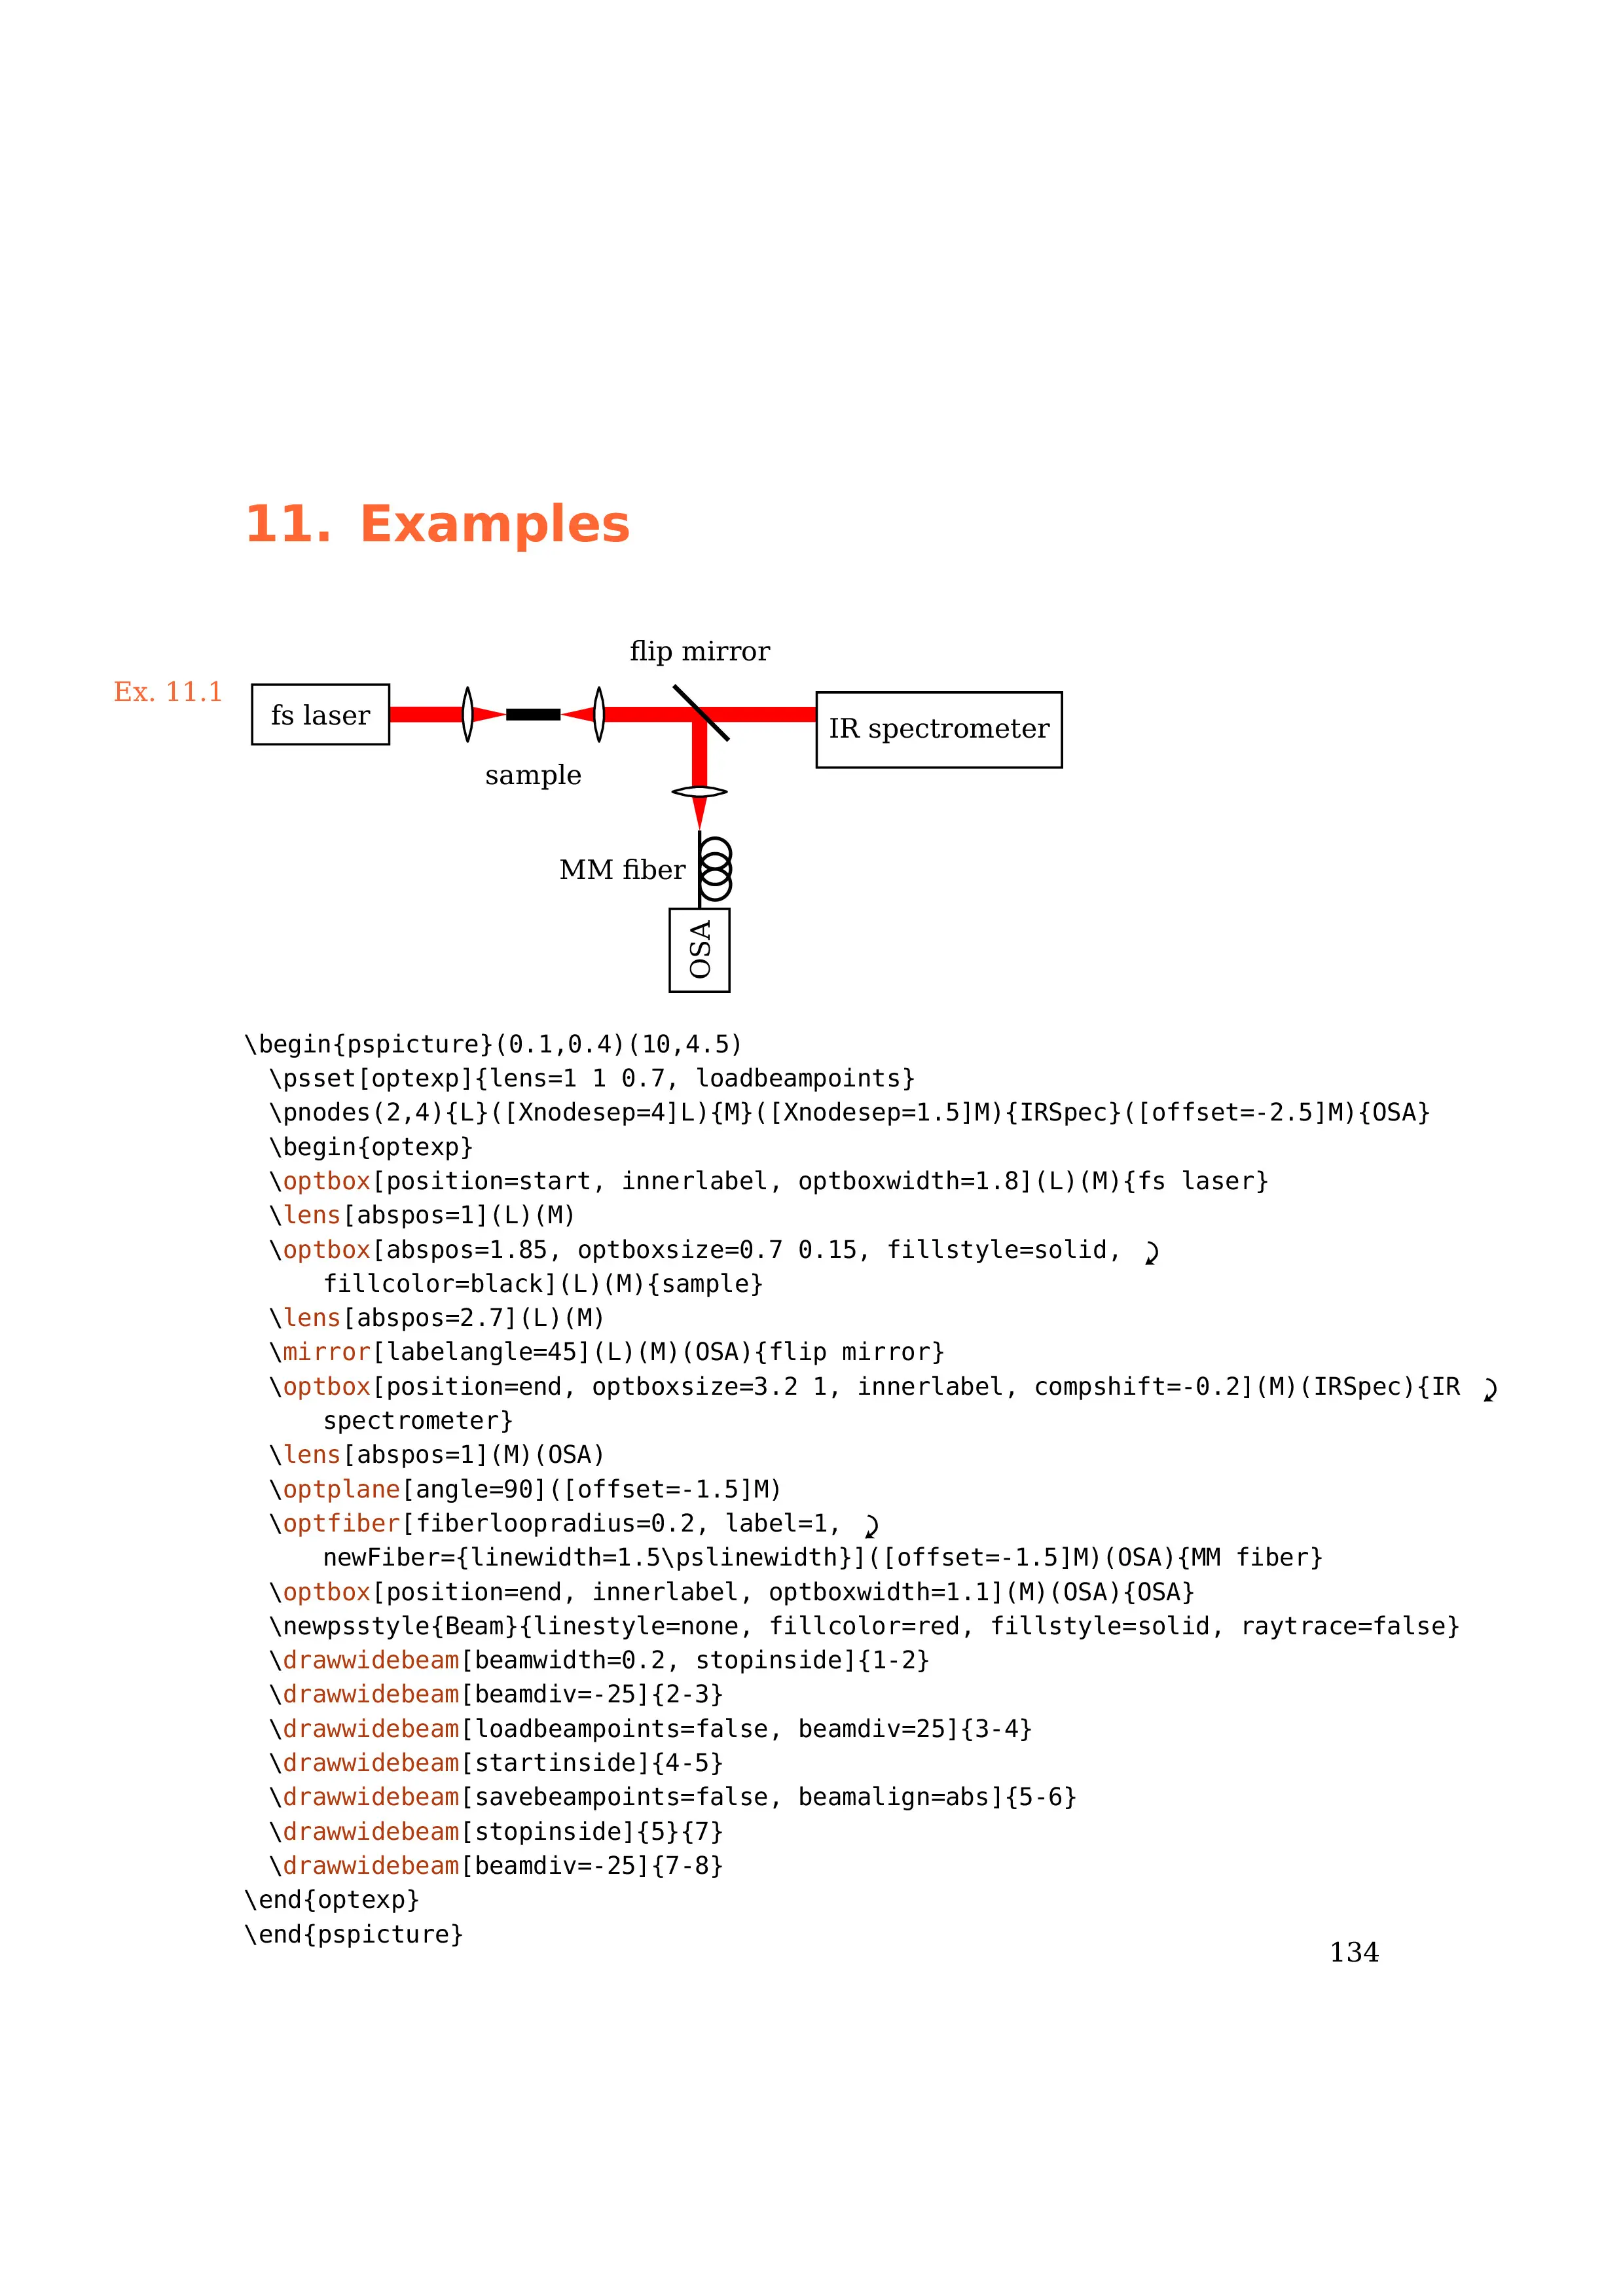 11. Examples
flip mirror
Ex. 11.1
fs laser
IR spectrometer
sample
MM fiber
OSA
\begin{pspicture}(0.1,0.4)(10,4.5)
\psset[optexp]{lens=1 1 0.7, loadbeampoints}
\pnodes(2,4){L}([Xnodesep=4]L){M}([Xnodesep=1.5]M){IRSpec}([offset=-2.5]M){OSA}
\begin{optexp}
\optbox[position=start, innerlabel, optboxwidth=1.8](L)(M){fs laser}
\lens[abspos=1](L)(M)
\optbox[abspos=1.85, optboxsize=0.7 0.15, fillstyle=solid,
fillcolor=black](L)(M){sample}
\lens[abspos=2.7](L)(M)
\mirror[labelangle=45](L)(M)(OSA){flip mirror}
\optbox[position=end, optboxsize=3.2 1, innerlabel, compshift=-0.2](M)(IRSpec){IR
spectrometer}
\lens[abspos=1](M)(OSA)
\optplane[angle=90]([offset=-1.5]M)
\optfiber[fiberloopradius=0.2, label=1,
newFiber={linewidth=1.5\pslinewidth}]([offset=-1.5]M)(OSA){MM fiber}
\optbox[position=end, innerlabel, optboxwidth=1.1](M)(OSA){OSA}
\newpsstyle{Beam}{linestyle=none, fillcolor=red, fillstyle=solid, raytrace=false}
\drawwidebeam[beamwidth=0.2, stopinside]{1-2}
\drawwidebeam[beamdiv=-25]{2-3}
\drawwidebeam[loadbeampoints=false, beamdiv=25]{3-4}
\drawwidebeam[startinside]{4-5}
\drawwidebeam[savebeampoints=false, beamalign=abs]{5-6}
\drawwidebeam[stopinside]{5}{7}
\drawwidebeam[beamdiv=-25]{7-8}
\end{optexp}
\end{pspicture}
134